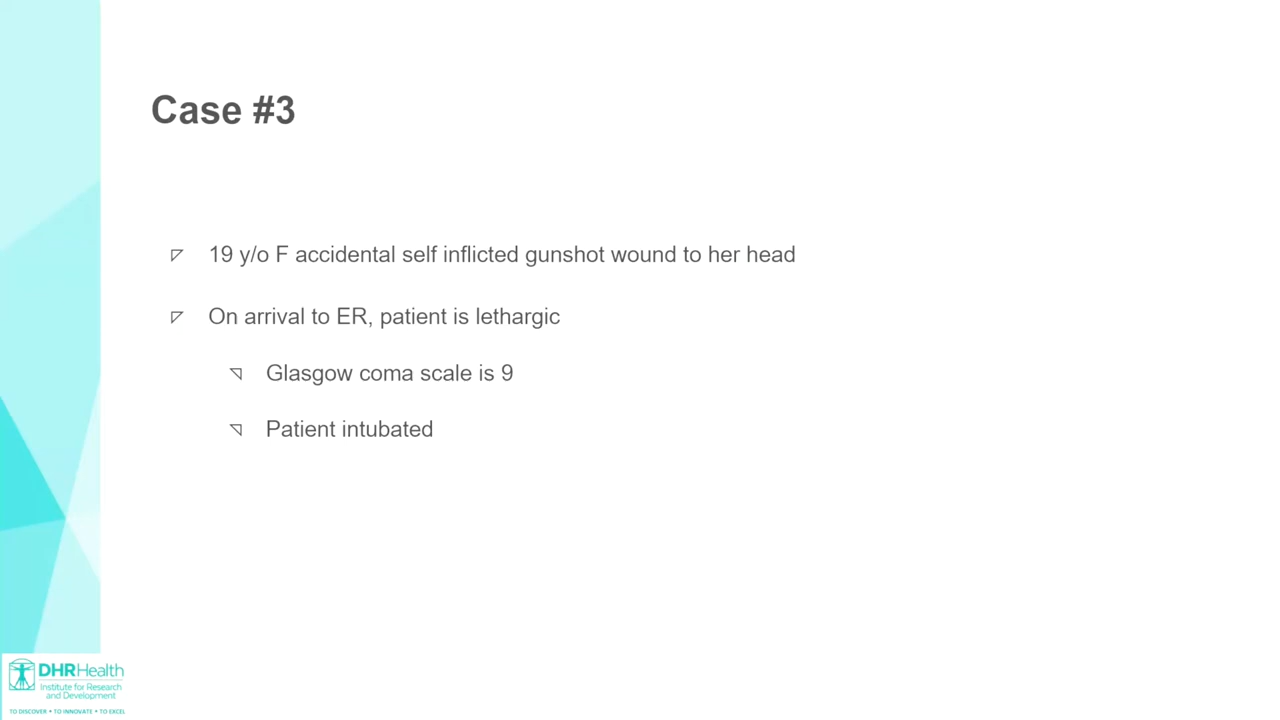 Case #3
19 y/o F accidental self inflicted gunshot wound to her head
On arrival to ER, patient is lethargic
Glasgow coma scale is 9
Patient intubated
DHRHealth
Institute for Research
and Development
TO DISCOVER • TO INNOVATE • TO EXCEL